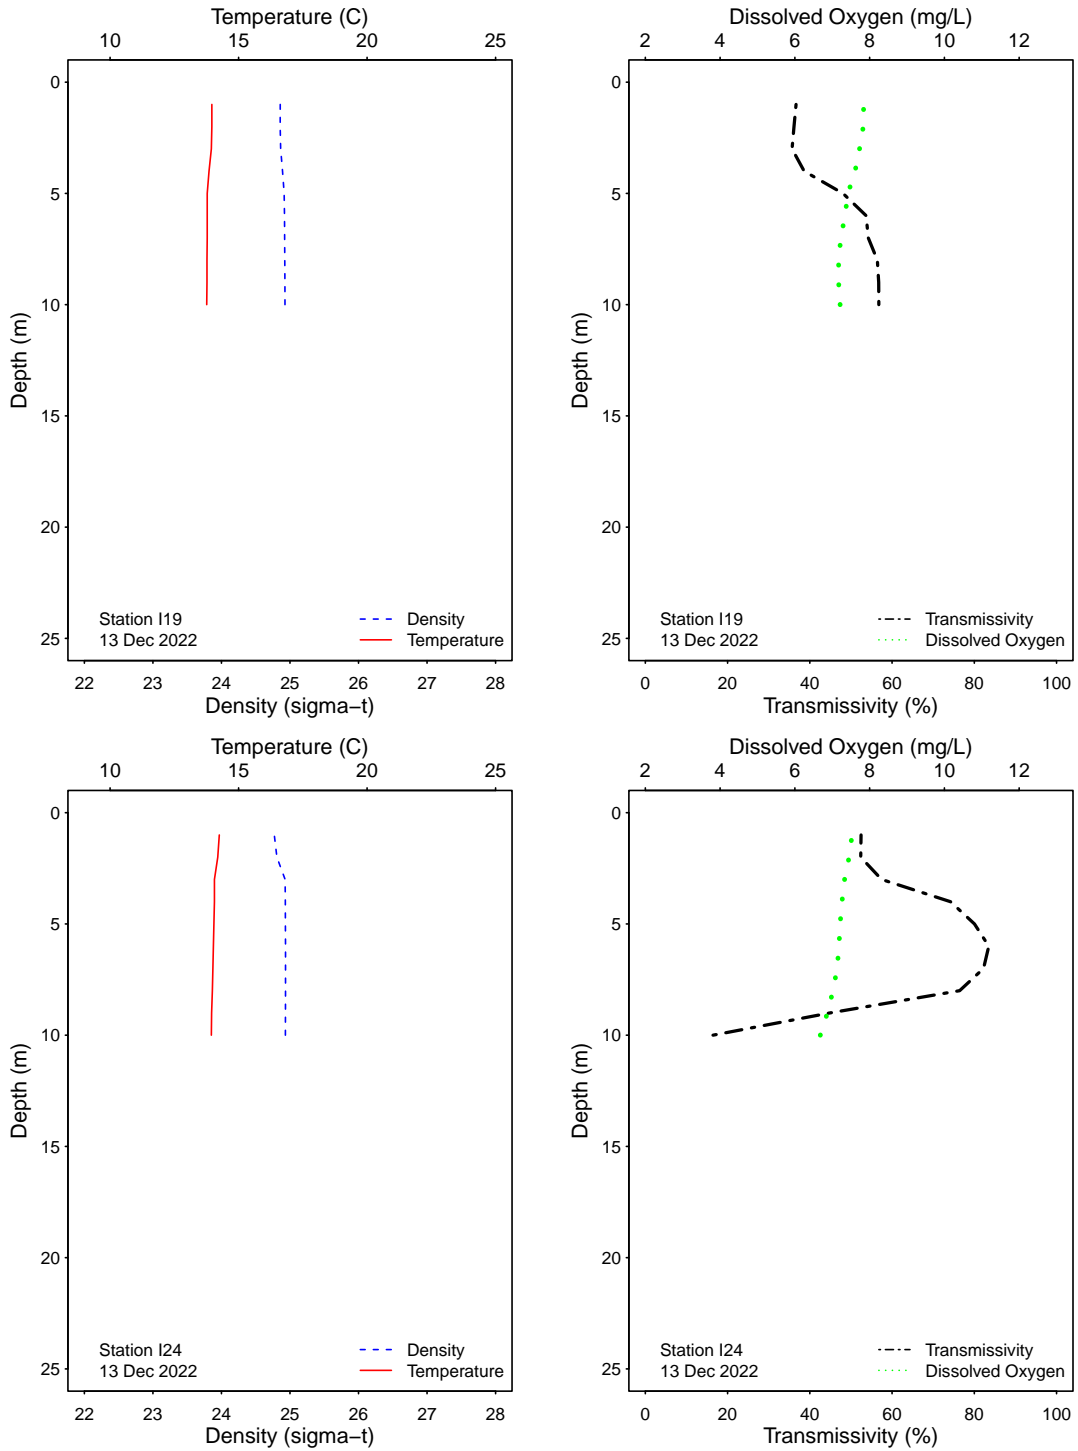 Temperature (C)
10 15 20 25
0
5
10
15
20
25
Depth (m)
Station I19
13 Dec 2022
Density
Temperature
22 23 24 25 26 27 28
Density (sigma−t)
Dissolved Oxygen (mg/L)
2 4 6 8 10 12
0
5
10
15
20
25
Depth (m)
Station I19
13 Dec 2022
Transmissivity
Dissolved Oxygen
0 20 40 60 80 100
Transmissivity (%)
Temperature (C)
10 15 20 25
0
5
10
15
20
25
Depth (m)
Station I24
13 Dec 2022
Density
Temperature
22 23 24 25 26 27 28
Density (sigma−t)
Dissolved Oxygen (mg/L)
2 4 6 8 10 12
0
5
10
15
20
25
Depth (m)
Station I24
13 Dec 2022
Transmissivity
Dissolved Oxygen
0 20 40 60 80 100
Transmissivity (%)